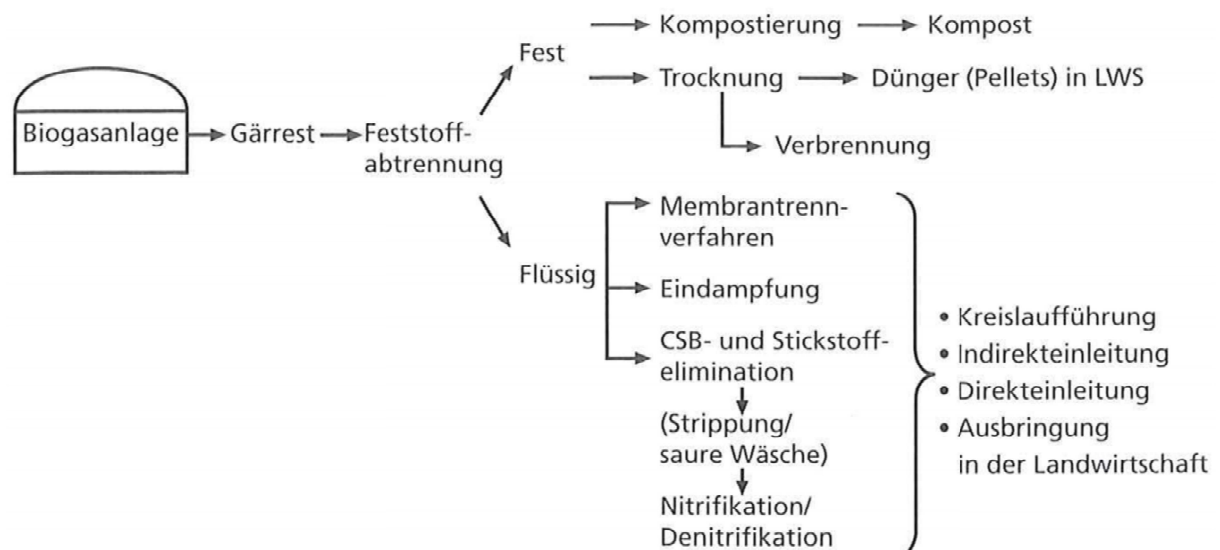 Biogasanlage
Gärrest
Feststoff-
abtrennung
Fest
Kompostierung
Kompost
Trocknung
Dünger (Pellets) in LWS
Verbrennung
Flüssig
Membrantrenn-
verfahren
Eindampfung
CSB- und Stickstoff-
elimination
(Strippung/
saure Wäsche)
Nitrifikation/
Denitrifikation
• Kreislaufführung
• Indirekteinleitung
• Direkteinleitung
• Ausbringung
in der Landwirtschaft